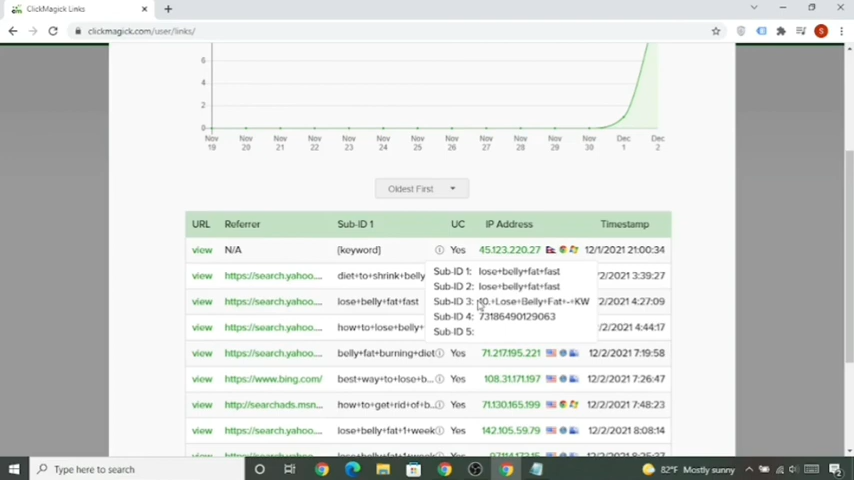 ClickMagick Links
clickmagick.com/user/links/
S
6
4
2
0
Nov 19 Nov 20 Nov 21 Nov 22 Nov 23 Nov 24 Nov 25 Nov 26 Nov 27 Nov 28 Nov 29 Nov 30 Dec 1 Dec 2
Oldest First
URL Referrer Sub-ID 1 UC IP Address Timestamp
view N/A {keyword} Yes 45.123.220.27 12/1/2021 21:00:34
Sub-ID 1: lose+belly+fat+fast
view https://search.yahoo.... diet+to+shrink+belly 12/2/2021 3:39:27
Sub-ID 2: lose+belly+fat+fast
view https://search.yahoo.... lose+belly+fat+fast 12/2/2021 4:27:09
Sub-ID 3: 10.+Lose+Belly+Fat+-+KW
Sub-ID 4: 73186490129063
view https://search.yahoo.... how+to+lose+belly+ 12/2/2021 4:44:17
Sub-ID 5:
view https://search.yahoo.... belly+fat+burning+diet Yes 71.217.195.221 12/2/2021 7:19:58
view https://www.bing.com/ best+way+to+lose+b... Yes 108.31.171.197 12/2/2021 7:26:47
view http://searchads.msn.... how+to+get+rid+of+b... Yes 71.130.165.199 12/2/2021 7:48:23
view https://search.yahoo.... lose+belly+fat+1+week Yes 142.105.59.79 12/2/2021 8:08:14
Type here to search
82°F Mostly sunny
2